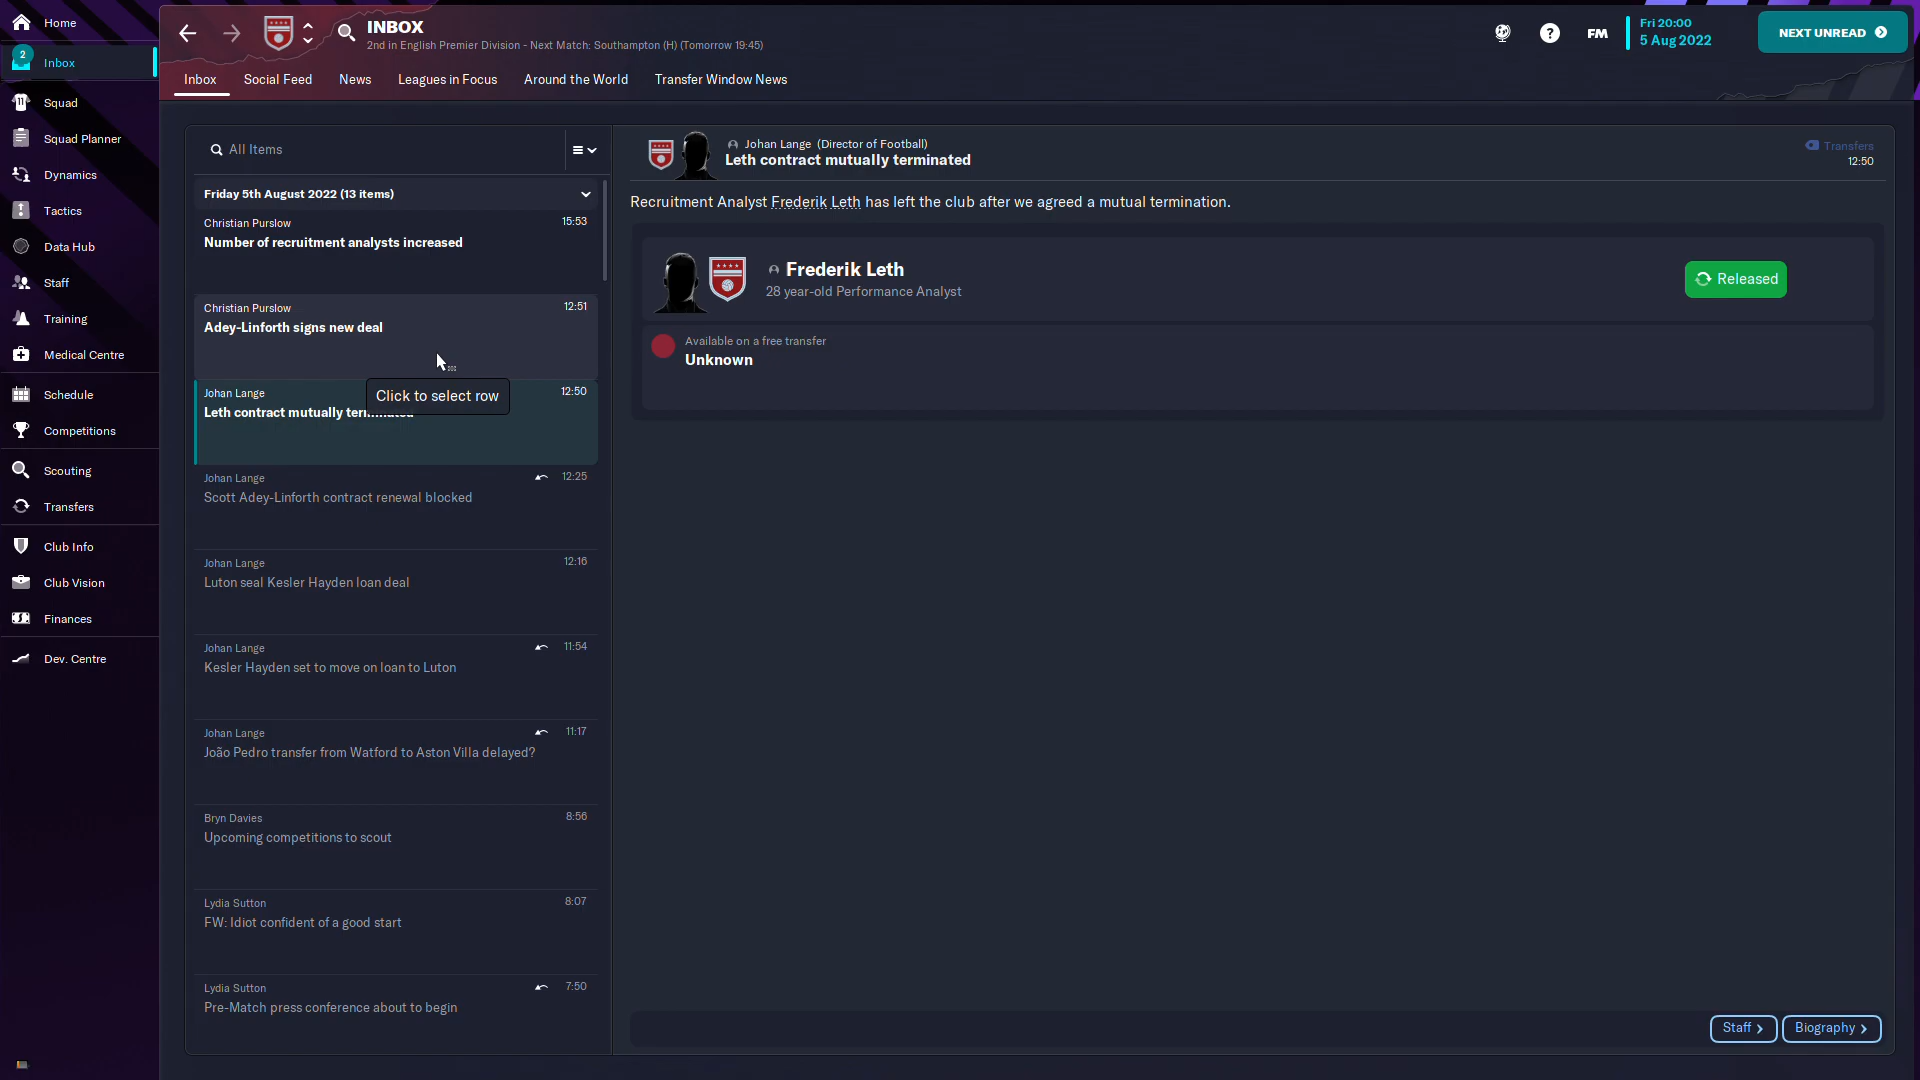 Home
2
Inbox
Squad
Squad Planner
Dynamics
Tactics
Data Hub
Staff
Training
Medical Centre
Schedule
Competitions
Scouting
Transfers
Club Info
Club Vision
Finances
Dev. Centre
INBOX
2nd in English Premier Division - Next Match: Southampton (H) (Tomorrow 19:45)
FM
Fri 20:00
5 Aug 2022
NEXT UNREAD
Inbox
Social Feed
News
Leagues in Focus
Around the World
Transfer Window News
All Items
Friday 5th August 2022 (13 items)
Christian Purslow 15:53
Number of recruitment analysts increased
Christian Purslow 12:51
Adey-Linforth signs new deal
Johan Lange 12:50
Leth contract mutually terminated
Click to select row
Johan Lange 12:25
Scott Adey-Linforth contract renewal blocked
Johan Lange 12:16
Luton seal Kesler Hayden loan deal
Johan Lange 11:54
Kesler Hayden set to move on loan to Luton
Johan Lange 11:17
João Pedro transfer from Watford to Aston Villa delayed?
Bryn Davies 8:56
Upcoming competitions to scout
Lydia Sutton 8:07
FW: Idiot confident of a good start
Lydia Sutton 7:50
Pre-Match press conference about to begin
Johan Lange (Director of Football)
Leth contract mutually terminated
Transfers
12:50
Recruitment Analyst Frederik Leth has left the club after we agreed a mutual termination.
Frederik Leth
28 year-old Performance Analyst
Released
Available on a free transfer
Unknown
Staff
Biography